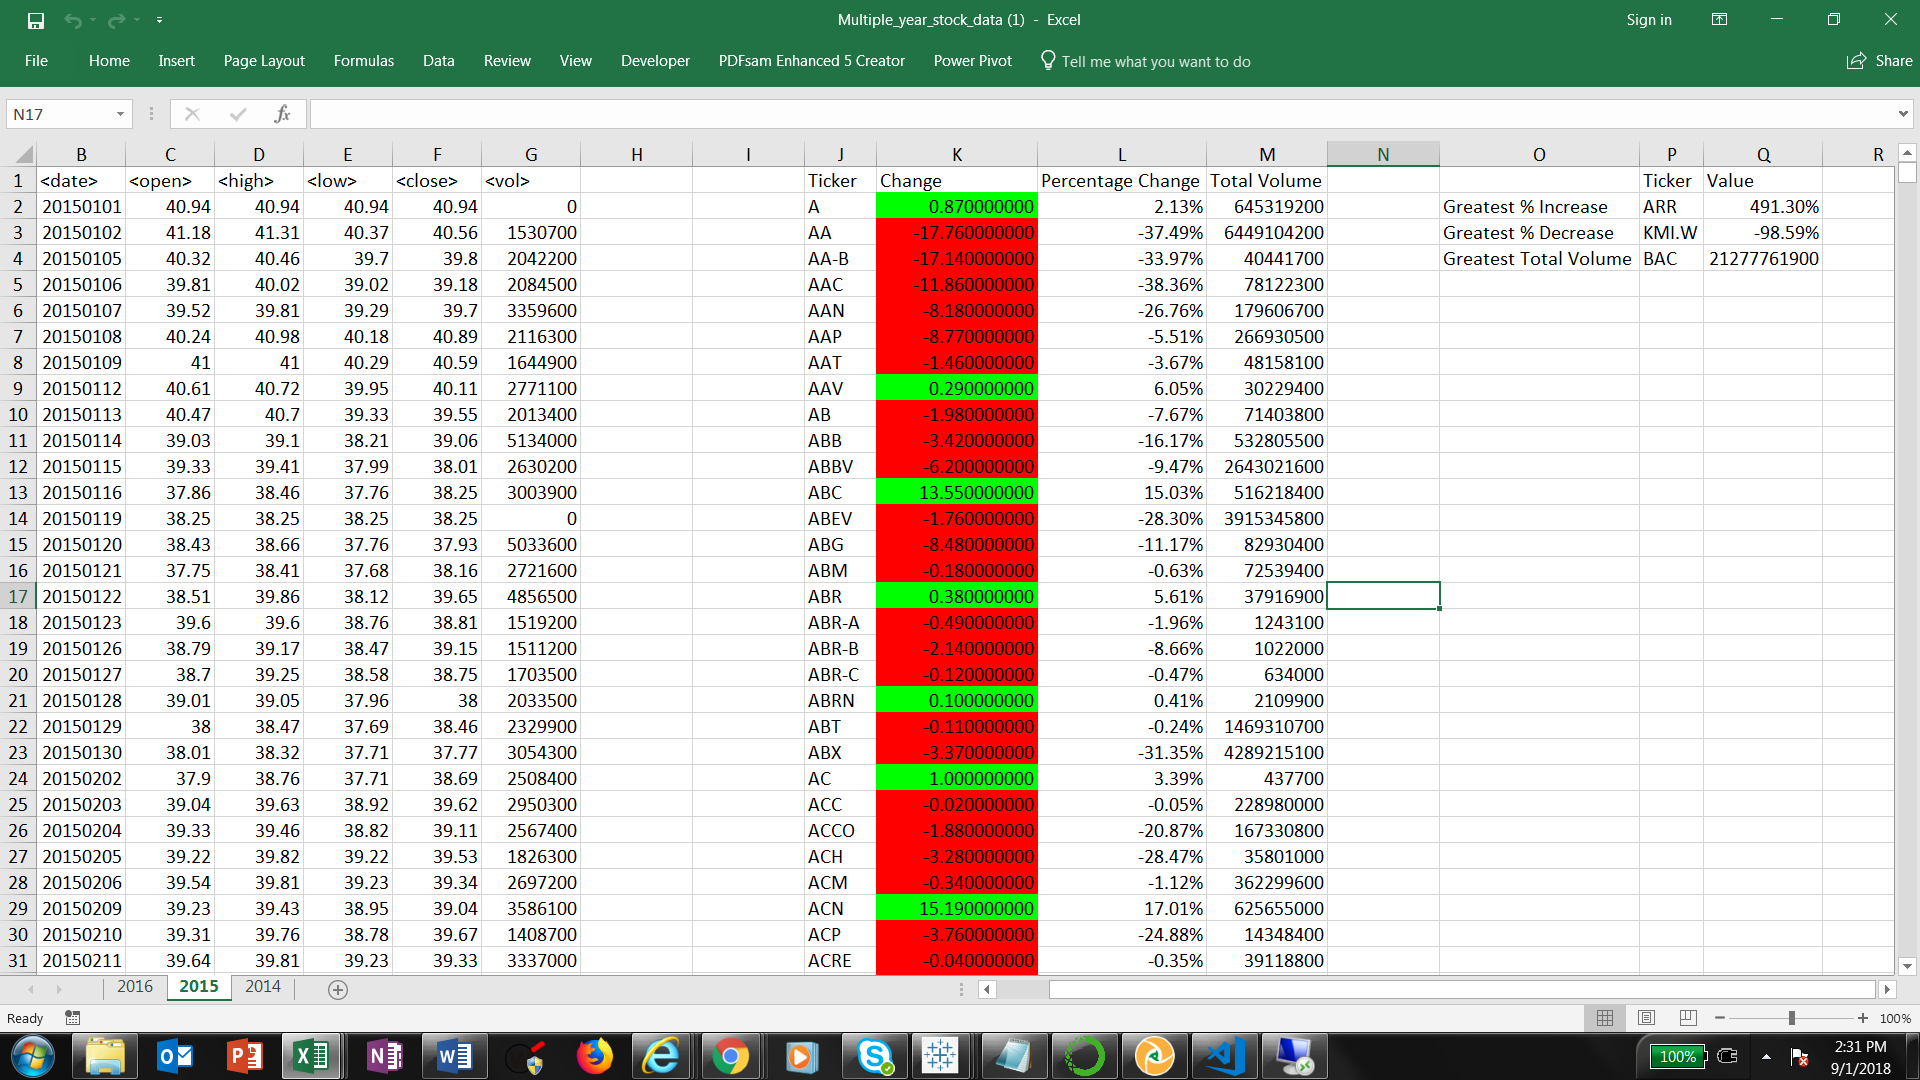 Multiple_year_stock_data (1) - Excel
Sign in
File Home Insert Page Layout Formulas Data Review View Developer PDFsam Enhanced 5 Creator Power Pivot Tell me what you want to do Share
N17 fx
B C D E F G H I J K L M N O P Q R
1 <date> <open> <high> <low> <close> <vol> Ticker Change Percentage Change Total Volume Ticker Value
2 20150101 40.94 40.94 40.94 40.94 0 A 0.870000000 2.13% 645319200 Greatest % Increase ARR 491.30%
3 20150102 41.18 41.31 40.37 40.56 1530700 AA -17.760000000 -37.49% 6449104200 Greatest % Decrease KMI.W -98.59%
4 20150105 40.32 40.46 39.7 39.8 2042200 AA-B -17.140000000 -33.97% 40441700 Greatest Total Volume BAC 21277761900
5 20150106 39.81 40.02 39.02 39.18 2084500 AAC -11.860000000 -38.36% 78122300
6 20150107 39.52 39.81 39.29 39.7 3359600 AAN -8.180000000 -26.76% 179606700
7 20150108 40.24 40.98 40.18 40.89 2116300 AAP -8.770000000 -5.51% 266930500
8 20150109 41 41 40.29 40.59 1644900 AAT -1.460000000 -3.67% 48158100
9 20150112 40.61 40.72 39.95 40.11 2771100 AAV 0.290000000 6.05% 30229400
10 20150113 40.47 40.7 39.33 39.55 2013400 AB -1.980000000 -7.67% 71403800
11 20150114 39.03 39.1 38.21 39.06 5134000 ABB -3.420000000 -16.17% 532805500
12 20150115 39.33 39.41 37.99 38.01 2630200 ABBV -6.200000000 -9.47% 2643021600
13 20150116 37.86 38.46 37.76 38.25 3003900 ABC 13.550000000 15.03% 516218400
14 20150119 38.25 38.25 38.25 38.25 0 ABEV -1.760000000 -28.30% 3915345800
15 20150120 38.43 38.66 37.76 37.93 5033600 ABG -8.480000000 -11.17% 82930400
16 20150121 37.75 38.41 37.68 38.16 2721600 ABM -0.180000000 -0.63% 72539400
17 20150122 38.51 39.86 38.12 39.65 4856500 ABR 0.380000000 5.61% 37916900
18 20150123 39.6 39.6 38.76 38.81 1519200 ABR-A -0.490000000 -1.96% 1243100
19 20150126 38.79 39.17 38.47 39.15 1511200 ABR-B -2.140000000 -8.66% 1022000
20 20150127 38.7 39.25 38.58 38.75 1703500 ABR-C -0.120000000 -0.47% 634000
21 20150128 39.01 39.05 37.96 38 2033500 ABRN 0.100000000 0.41% 2109900
22 20150129 38 38.47 37.69 38.46 2329900 ABT -0.110000000 -0.24% 1469310700
23 20150130 38.01 38.32 37.71 37.77 3054300 ABX -3.370000000 -31.35% 4289215100
24 20150202 37.9 38.76 37.71 38.69 2508400 AC 1.000000000 3.39% 437700
25 20150203 39.04 39.63 38.92 39.62 2950300 ACC -0.020000000 -0.05% 228980000
26 20150204 39.33 39.46 38.82 39.11 2567400 ACCO -1.880000000 -20.87% 167330800
27 20150205 39.22 39.82 39.22 39.53 1826300 ACH -3.280000000 -28.47% 35801000
28 20150206 39.54 39.81 39.23 39.34 2697200 ACM -0.340000000 -1.12% 362299600
29 20150209 39.23 39.43 38.95 39.04 3586100 ACN 15.190000000 17.01% 625655000
30 20150210 39.31 39.76 38.78 39.67 1408700 ACP -3.760000000 -24.88% 14348400
31 20150211 39.64 39.81 39.23 39.33 3337000 ACRE -0.040000000 -0.35% 39118800
2016 2015 2014
Ready 100%
100% 2:31 PM
9/1/2018